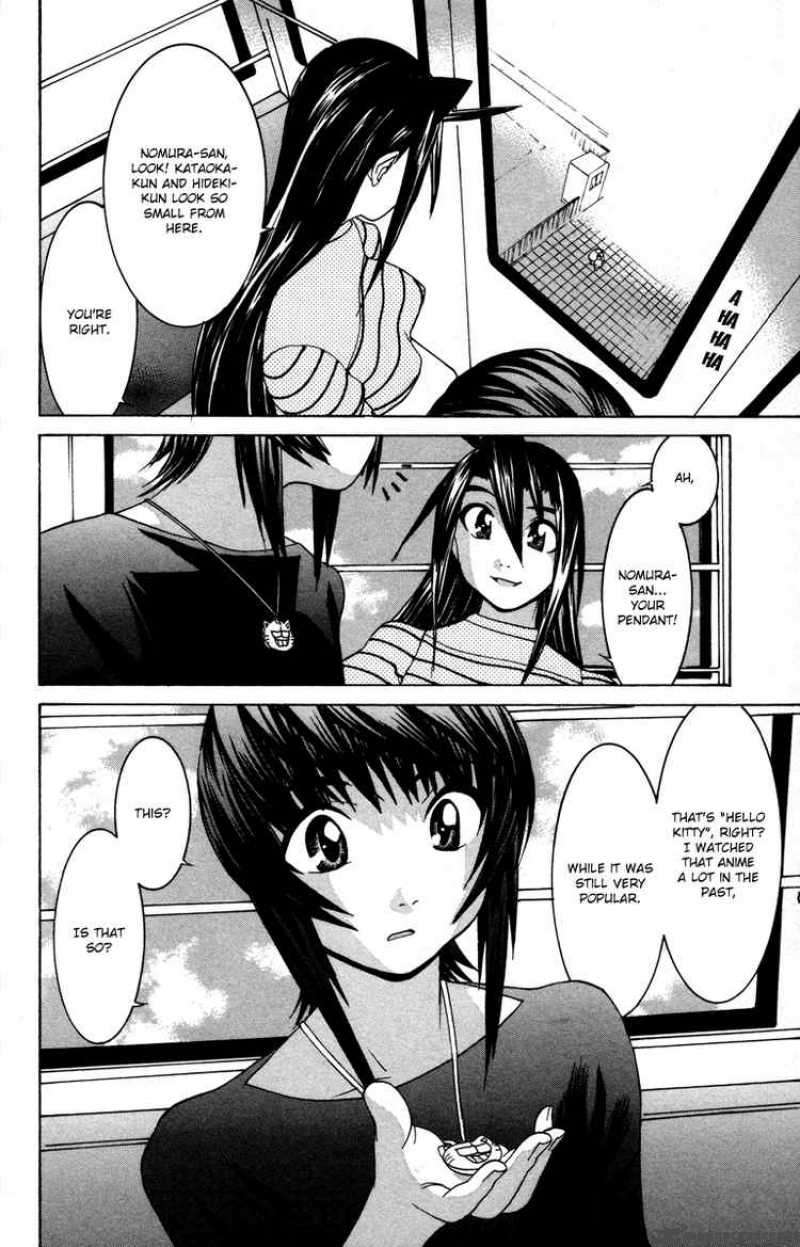 NOMURA-SAN,
LOOK! KATAOKA-
KUN AND HIDEKI-
KUN LOOK SO
SMALL FROM
HERE.
YOU'RE
RIGHT.
A
HA
HA
HA
AH,
NOMURA-
SAN...
YOUR
PENDANT!
THAT'S "HELLO
KITTY", RIGHT?
I WATCHED
THAT ANIME
A LOT IN THE
PAST,
WHILE IT WAS
STILL VERY
POPULAR.
THIS?
IS THAT
SO?